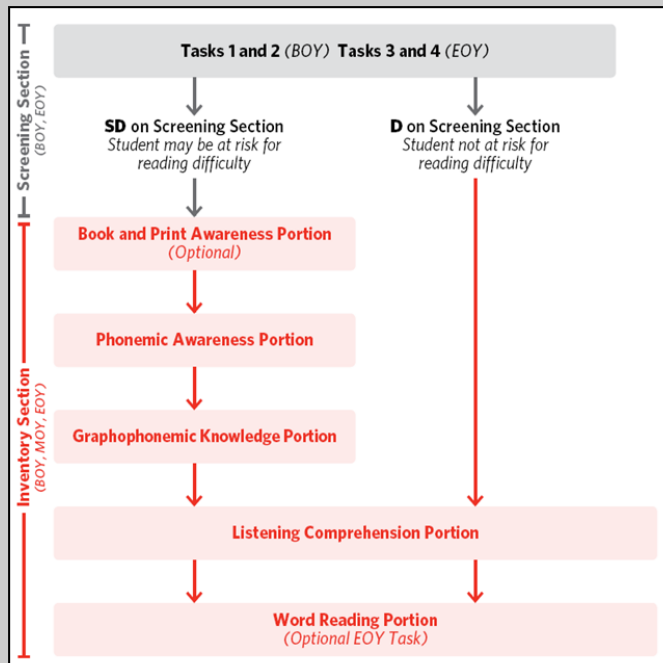 Screening Section
(BOY, EOY)
Tasks 1 and 2 (BOY) Tasks 3 and 4 (EOY)
SD on Screening Section
Student may be at risk for
reading difficulty
D on Screening Section
Student not at risk for
reading difficulty
Inventory Section
(BOY, MOY, EOY)
Book and Print Awareness Portion
(Optional)
Phonemic Awareness Portion
Graphophonemic Knowledge Portion
Listening Comprehension Portion
Word Reading Portion
(Optional EOY Task)